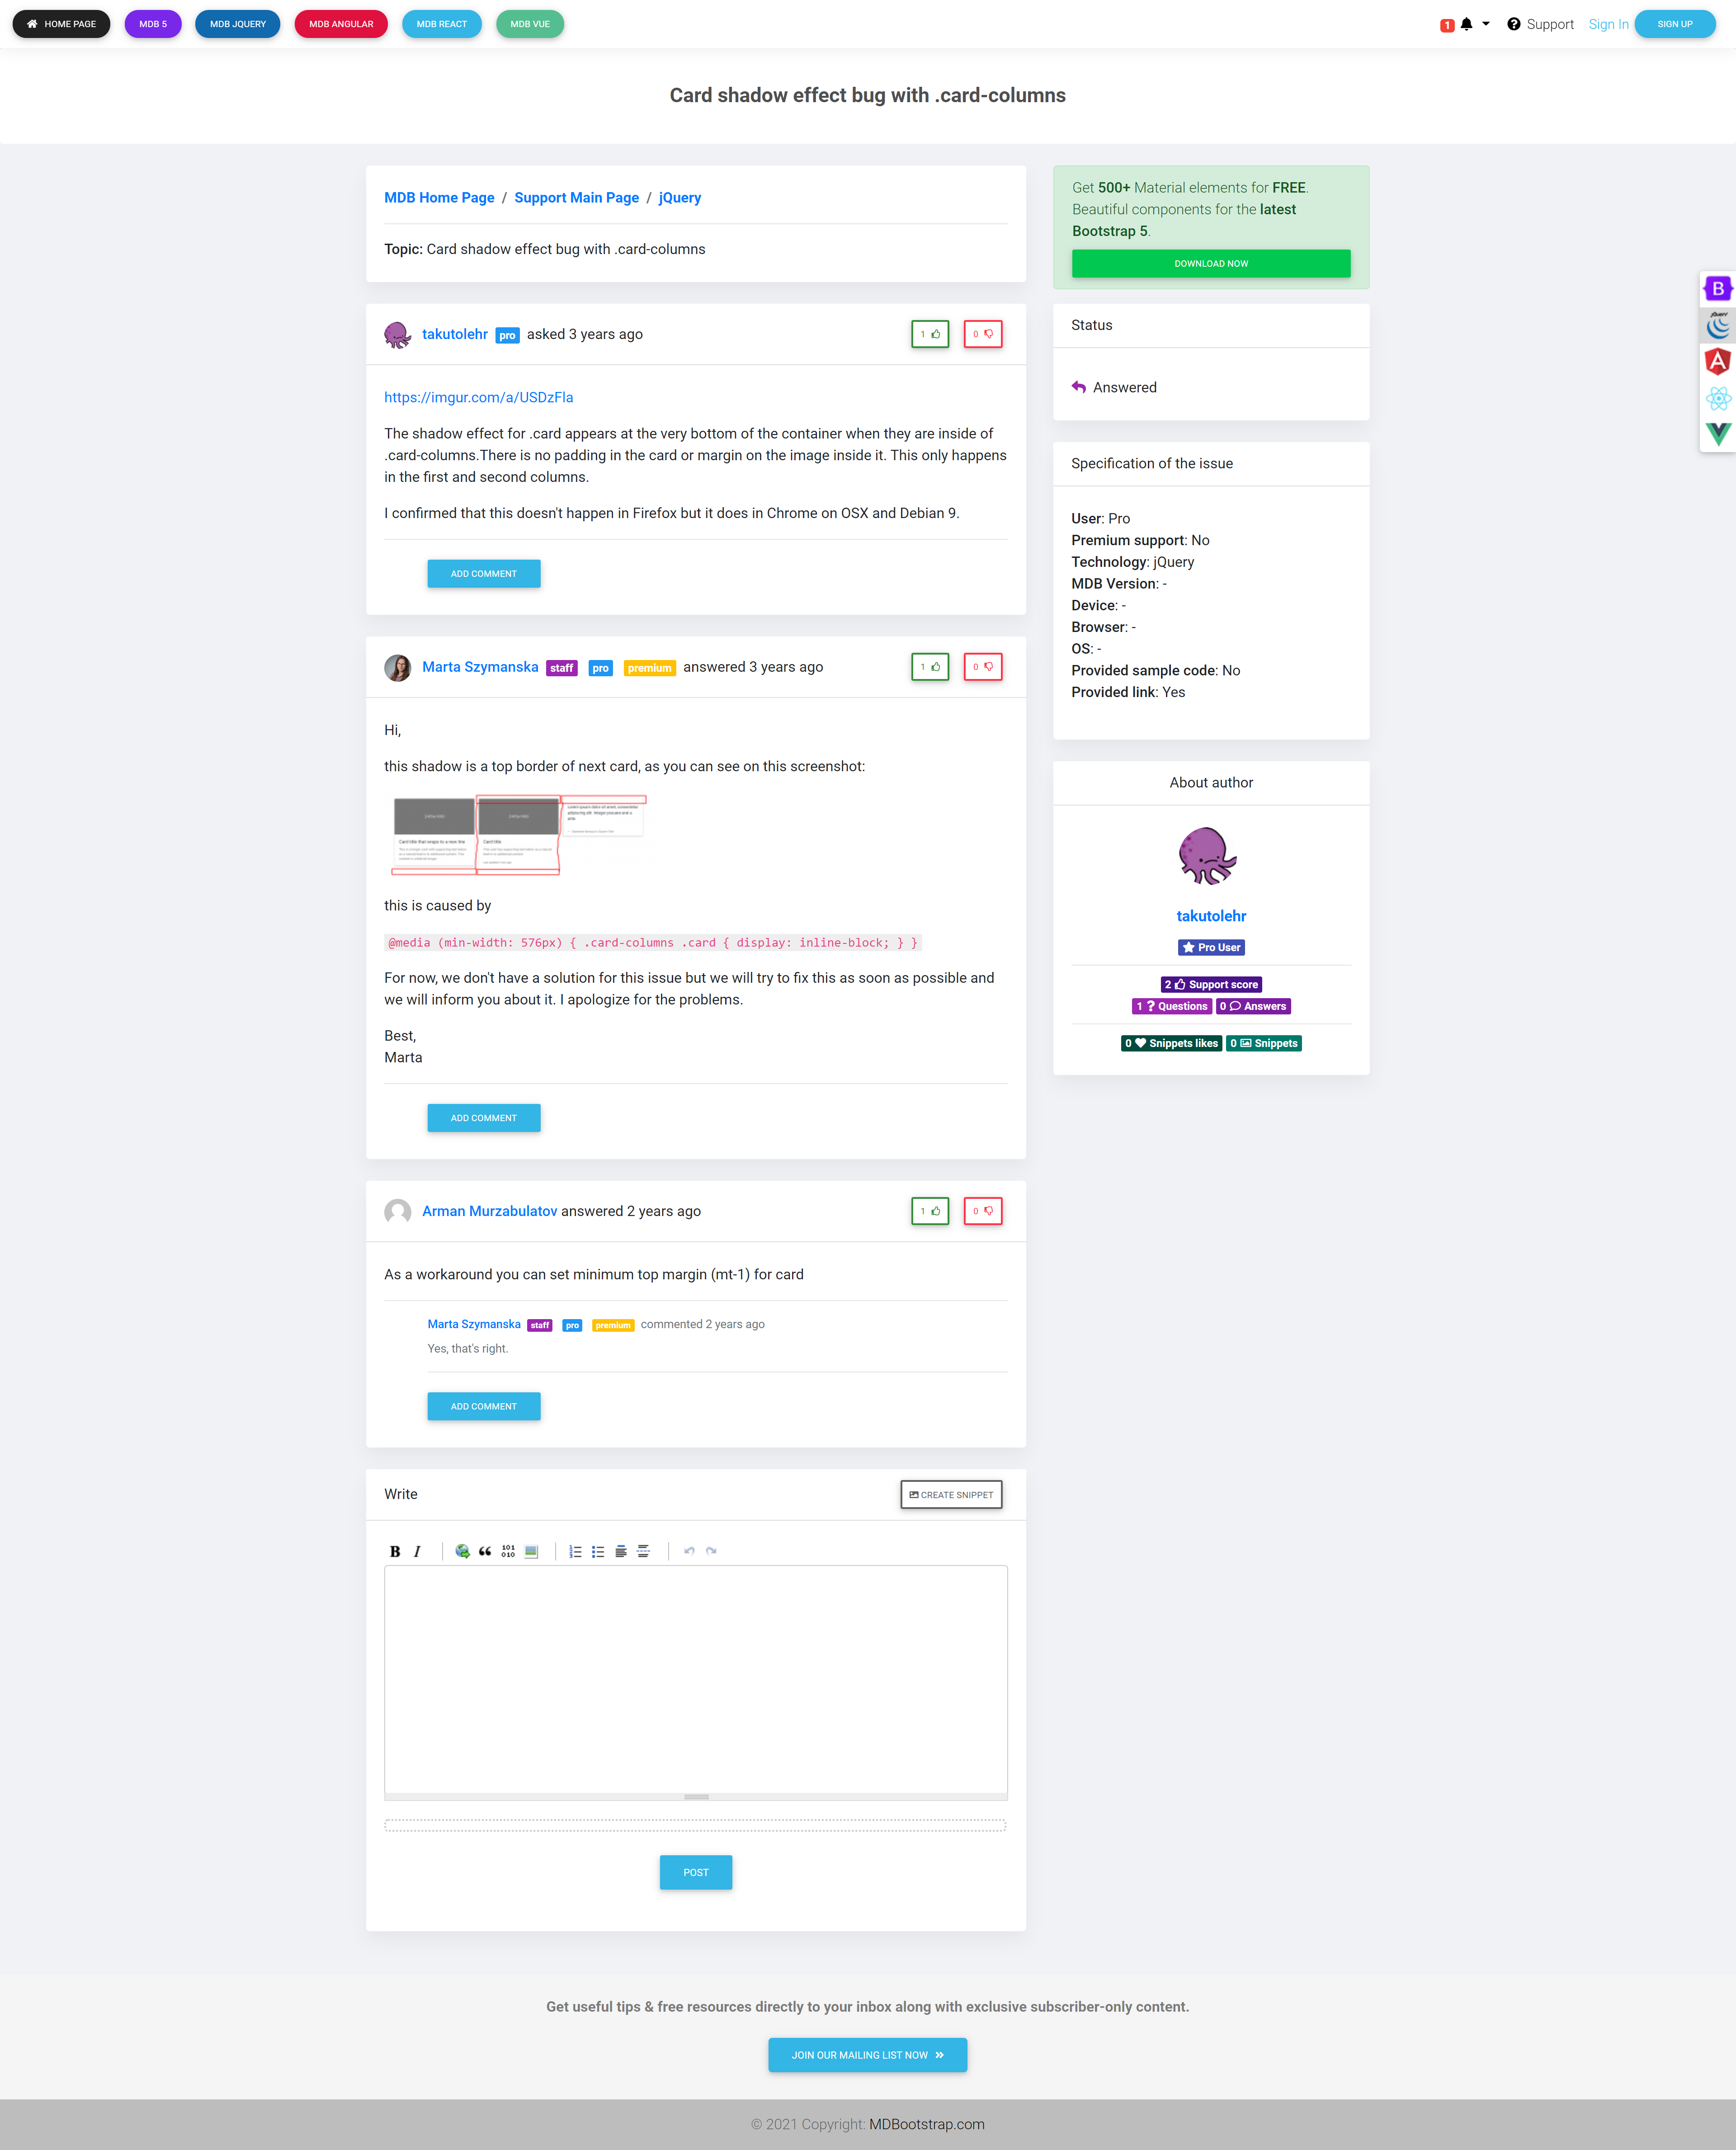 HOME PAGE MDB 5 MDB JQUERY MDB ANGULAR MDB REACT MDB VUE 1 Support Sign In SIGN UP
Card shadow effect bug with .card-columns
MDB Home Page / Support Main Page / jQuery
Topic: Card shadow effect bug with .card-columns
takutolehr pro asked 3 years ago 1 0
https://imgur.com/a/USDzFla
The shadow effect for .card appears at the very bottom of the container when they are inside of
.card-columns.There is no padding in the card or margin on the image inside it. This only happens
in the first and second columns.
I confirmed that this doesn't happen in Firefox but it does in Chrome on OSX and Debian 9.
ADD COMMENT
Marta Szymanska staff pro premium answered 3 years ago 1 0
Hi,
this shadow is a top border of next card, as you can see on this screenshot:
Card title that wraps to a new line
Card title
this is caused by
@media (min-width: 576px) { .card-columns .card { display: inline-block; } }
For now, we don't have a solution for this issue but we will try to fix this as soon as possible and
we will inform you about it. I apologize for the problems.
Best,
Marta
ADD COMMENT
Arman Murzabulatov answered 2 years ago 1 0
As a workaround you can set minimum top margin (mt-1) for card
Marta Szymanska staff pro premium commented 2 years ago
Yes, that's right.
ADD COMMENT
Write CREATE SNIPPET
B I 101 010
POST
Get 500+ Material elements for FREE.
Beautiful components for the latest
Bootstrap 5.
DOWNLOAD NOW
Status
Answered
Specification of the issue
User: Pro
Premium support: No
Technology: jQuery
MDB Version: -
Device: -
Browser: -
OS: -
Provided sample code: No
Provided link: Yes
About author
takutolehr
Pro User
2 Support score
1 Questions 0 Answers
0 Snippets likes 0 Snippets
B
jQuery
A
Get useful tips & free resources directly to your inbox along with exclusive subscriber-only content.
JOIN OUR MAILING LIST NOW
© 2021 Copyright: MDBootstrap.com